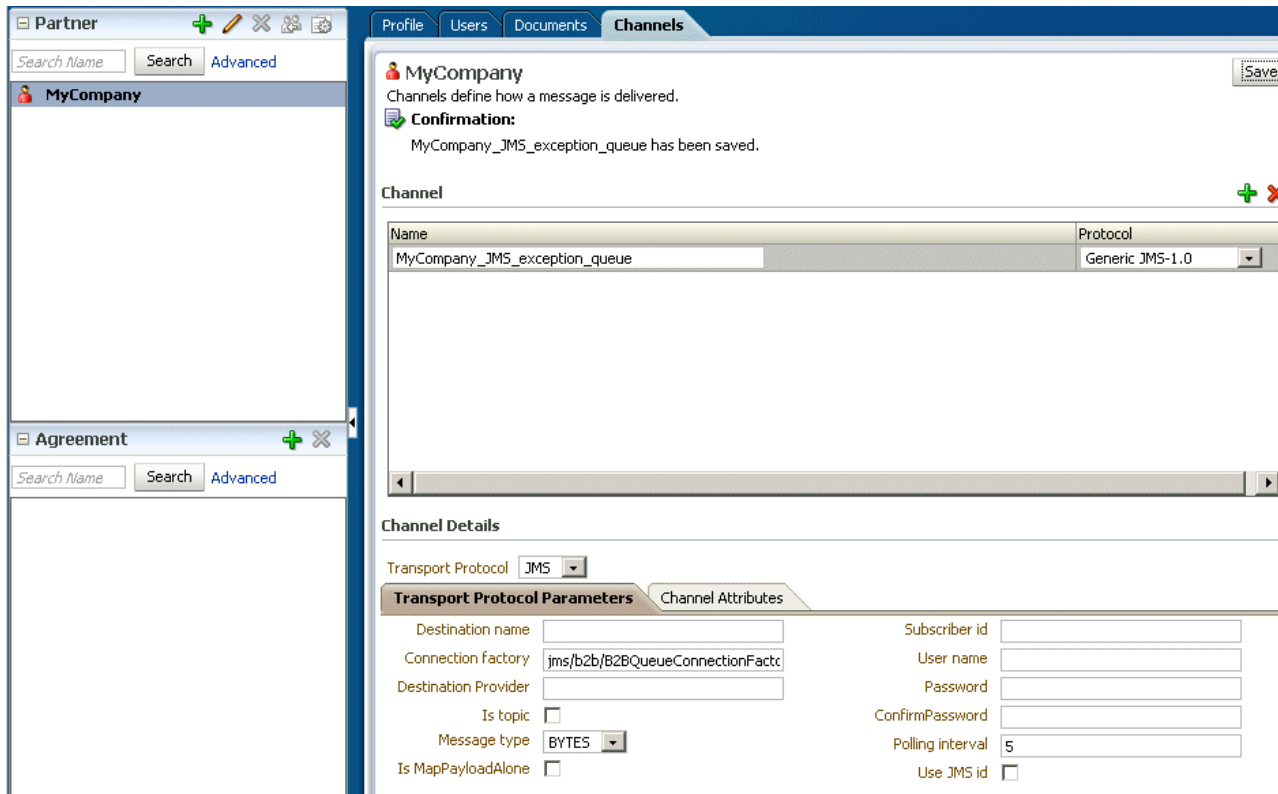 Partner
Search Name Search Advanced
MyCompany
Agreement
Search Name Search Advanced
Profile Users Documents Channels
MyCompany Save
Channels define how a message is delivered.
Confirmation:
MyCompany_JMS_exception_queue has been saved.
Channel
Name Protocol
MyCompany_JMS_exception_queue Generic JMS-1.0
Channel Details
Transport Protocol JMS
Transport Protocol Parameters Channel Attributes
Destination name Subscriber id
Connection factory jms/b2b/B2BQueueConnectionFacto User name
Destination Provider Password
Is topic ConfirmPassword
Message type BYTES Polling interval 5
Is MapPayloadAlone Use JMS id